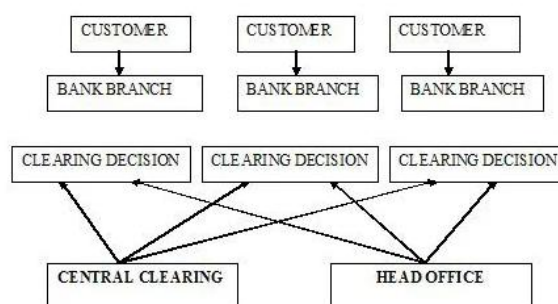 CUSTOMER
CUSTOMER
CUSTOMER
BANK BRANCH
BANK BRANCH
BANK BRANCH
CLEARING DECISION
CLEARING DECISION
CLEARING DECISION
CENTRAL CLEARING
HEAD OFFICE